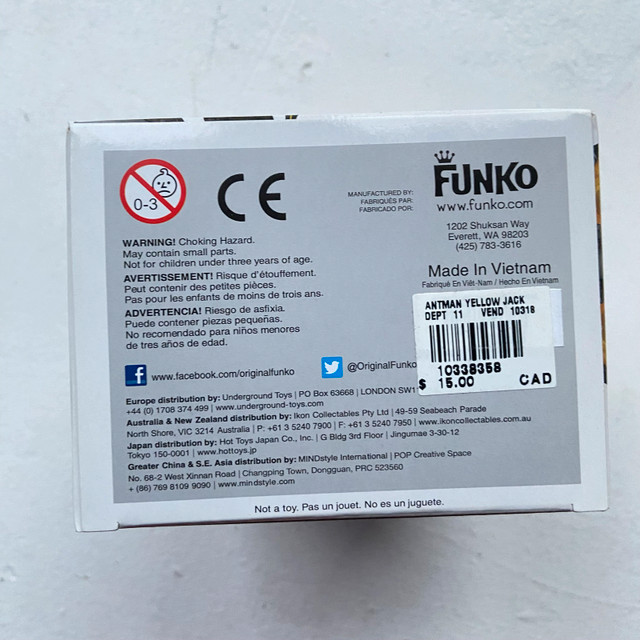 0-3
CE
MANUFACTURED BY:
FABRIQUÉS PAR:
FABRICADO POR:
FUNKO
www.funko.com
1202 Shuksan Way
Everett, WA 98203
(425) 783-3616
Made In Vietnam
Fabriqué En Viêt-Nam / Hecho En Vietnam
WARNING! Choking Hazard.
May contain small parts.
Not for children under three years of age.
AVERTISSEMENT! Risque d'étouffement.
Peut contenir des petites pièces.
Pas pour les enfants de moins de trois ans.
ADVERTENCIA! Riesgo de asfixia.
Puede contener piezas pequeñas.
No recomendado para niños menores
de tres años de edad.
ANTMAN YELLOW JACK
DEPT 11 VEND 10318
10338358
$ 15.00 CAD
f www.facebook.com/originalfunko
@OriginalFunko
Europe distribution by: Underground Toys | PO Box 63668 | LONDON SW1
+44 (0) 1708 374 499 | www.underground-toys.com
Australia & New Zealand distribution by: Ikon Collectables Pty Ltd | 49-59 Seabeach Parade
North Shore, VIC 3214 Australia | P: +61 3 5240 7900 | F: +61 3 5240 7950 | www.ikoncollectables.com.au
Japan distribution by: Hot Toys Japan Co., Inc. | G Bldg 3rd Floor | Jingumae 3-30-12
Tokyo 150-0001 | www.hottoys.jp
Greater China & S.E. Asia distribution by: MINDstyle International | POP Creative Space
No. 68-2 West Xinnan Road | Changping Town, Dongguan, PRC 523560
+ (86) 769 8109 9090 | www.mindstyle.com
Not a toy. Pas un jouet. No es un juguete.